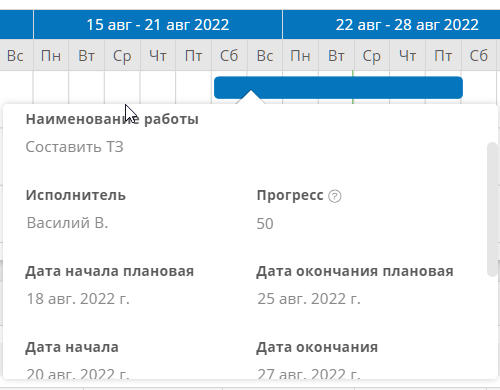 15 авг - 21 авг 2022 22 авг - 28 авг 2022
Вс Пн Вт Ср Чт Пт Сб Вс Пн Вт Ср Чт Пт Сб
Наименование работы
Составить ТЗ
Исполнитель Прогресс ?
Василий В. 50
Дата начала плановая Дата окончания плановая
18 авг. 2022 г. 25 авг. 2022 г.
Дата начала Дата окончания
20 авг. 2022 г. 27 авг. 2022 г.